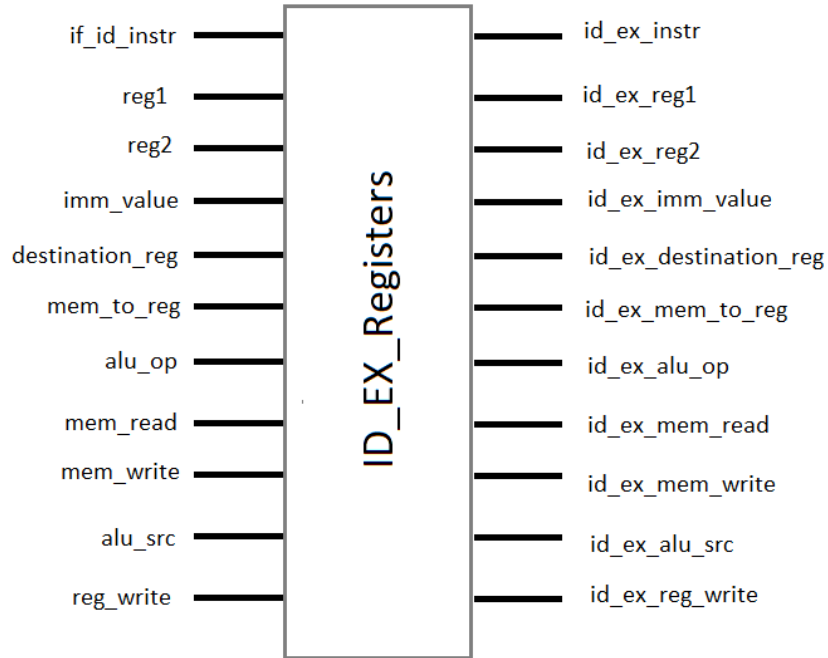 if_id_instr
reg1
reg2
imm_value
destination_reg
mem_to_reg
alu_op
mem_read
mem_write
alu_src
reg_write
ID_EX_Registers
id_ex_instr
id_ex_reg1
id_ex_reg2
id_ex_imm_value
id_ex_destination_reg
id_ex_mem_to_reg
id_ex_alu_op
id_ex_mem_read
id_ex_mem_write
id_ex_alu_src
id_ex_reg_write